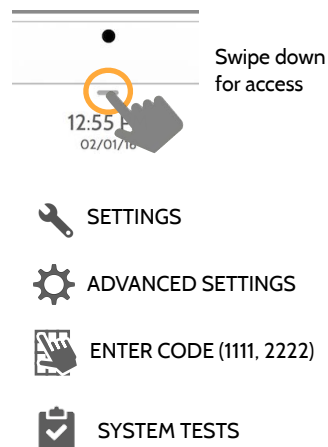 Swipe down
for access
12:55 P
02/01/18
SETTINGS
ADVANCED SETTINGS
ENTER CODE (1111, 2222)
SYSTEM TESTS